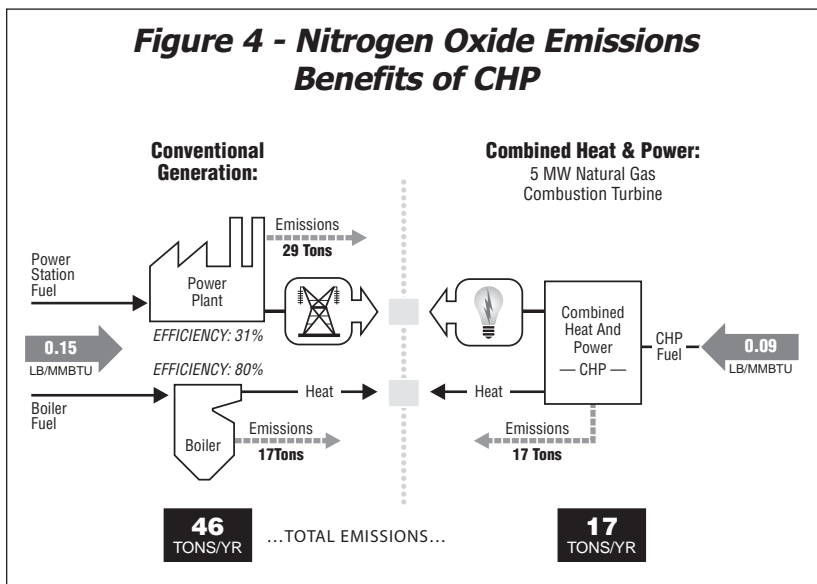 Figure 4 - Nitrogen Oxide Emissions
Benefits of CHP
Conventional
Generation:
Combined Heat & Power:
5 MW Natural Gas
Combustion Turbine
Emissions
29 Tons
Power
Station
Fuel
Power
Plant
EFFICIENCY: 31%
0.15
LB/MMBTU
EFFICIENCY: 80%
Boiler
Fuel
Boiler
Heat
Emissions
17Tons
Combined
Heat And
Power
— CHP —
CHP
Fuel
0.09
LB/MMBTU
Heat
Emissions
17 Tons
46
TONS/YR
...TOTAL EMISSIONS...
17
TONS/YR